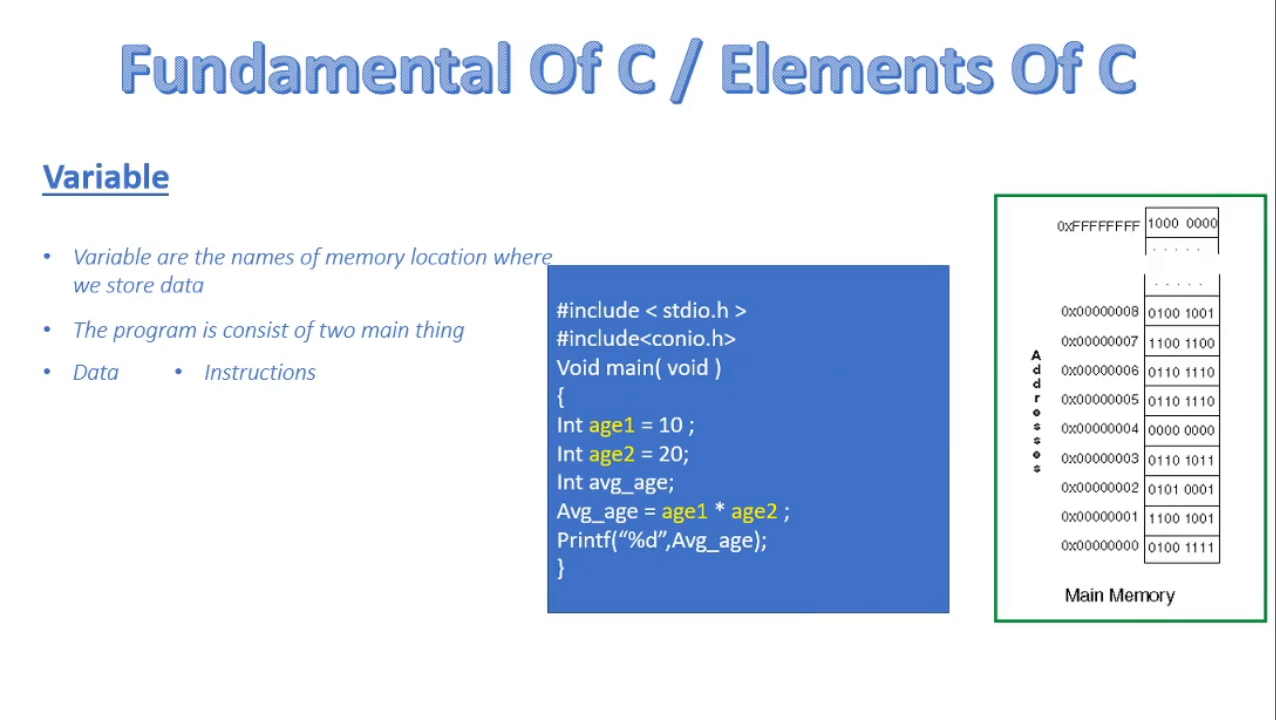 Fundamental Of C / Elements Of C
Variable
• Variable are the names of memory location where
we store data
• The program is consist of two main thing
• Data • Instructions
#include < stdio.h >
#include<conio.h>
Void main( void )
{
Int age1 = 10 ;
Int age2 = 20;
Int avg_age;
Avg_age = age1 * age2 ;
Printf(“%d”,Avg_age);
}
Addresses
0xFFFFFFFF 1000 0000
. . . . .
. . . . .
0x00000008 0100 1001
0x00000007 1100 1100
0x00000006 0110 1110
0x00000005 0110 1110
0x00000004 0000 0000
0x00000003 0110 1011
0x00000002 0101 0001
0x00000001 1100 1001
0x00000000 0100 1111
Main Memory